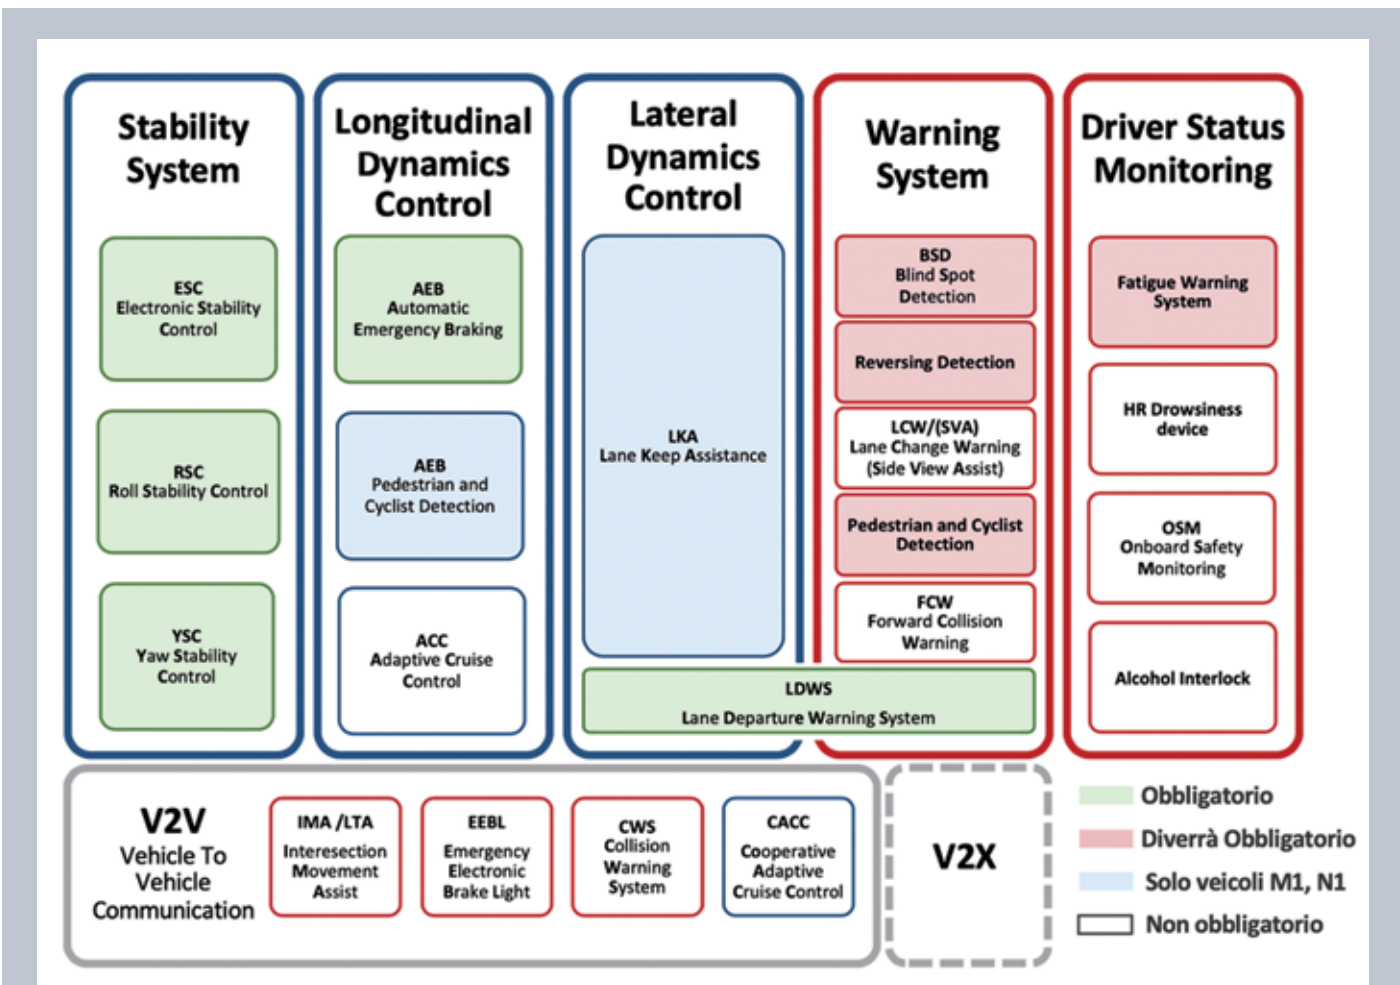 Stability
System
ESC
Electronic Stability
Control
RSC
Roll Stability Control
YSC
Yaw Stability
Control
Longitudinal
Dynamics
Control
AEB
Automatic
Emergency Braking
AEB
Pedestrian and
Cyclist Detection
ACC
Adaptive Cruise
Control
Lateral
Dynamics
Control
LKA
Lane Keep Assistance
Warning
System
BSD
Blind Spot
Detection
Reversing Detection
LCW/(SVA)
Lane Change Warning
(Side View Assist)
Pedestrian and Cyclist
Detection
FCW
Forward Collision
Warning
LDWS
Lane Departure Warning System
Driver Status
Monitoring
Fatigue Warning
System
HR Drowsiness
device
OSM
Onboard Safety
Monitoring
Alcohol Interlock
V2V
Vehicle To
Vehicle
Communication
IMA /LTA
Interesection
Movement
Assist
EEBL
Emergency
Electronic
Brake Light
CWS
Collision
Warning
System
CACC
Cooperative
Adaptive
Cruise Control
V2X
Obbligatorio
Diverrà Obbligatorio
Solo veicoli M1, N1
Non obbligatorio